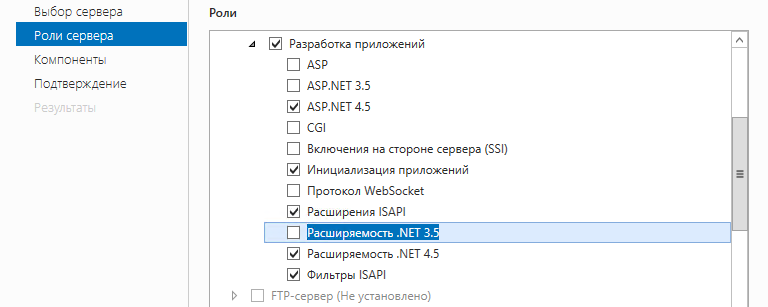 Выбор сервера
Роли сервера
Компоненты
Подтверждение
Результаты
Роли
Разработка приложений
ASP
ASP.NET 3.5
ASP.NET 4.5
CGI
Включения на стороне сервера (SSI)
Инициализация приложений
Протокол WebSocket
Расширения ISAPI
Расширяемость .NET 3.5
Расширяемость .NET 4.5
Фильтры ISAPI
FTP-сервер (Не установлено)